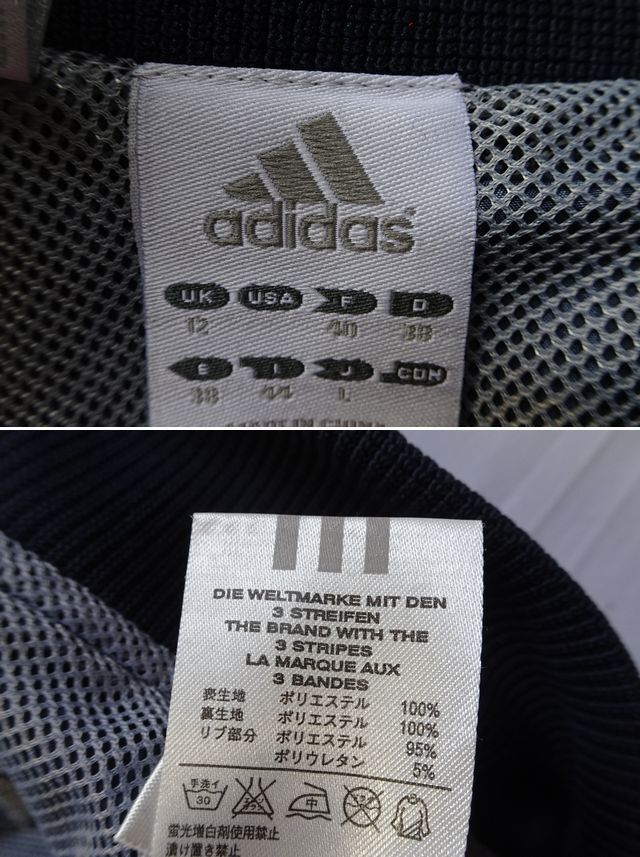 adidas
UK USA F D
12 40 38
E I J CDN
38 44 L
MADE IN CHINA
DIE WELTMARKE MIT DEN
3 STREIFEN
THE BRAND WITH THE
3 STRIPES
LA MARQUE AUX
3 BANDES
表生地 ポリエステル 100%
裏生地 ポリエステル 100%
リブ部分 ポリエステル 95%
ポリウレタン 5%
手洗イ 30 中
蛍光増白剤使用禁止
漬け置き禁止